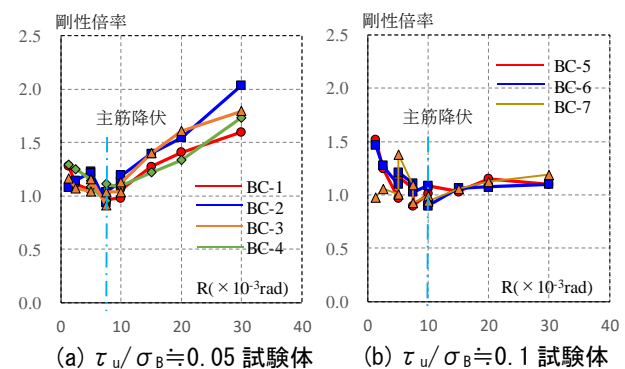 剛性倍率
2.5
2.0
1.5
1.0
0.5
0.0
主筋降伏
BC-1
BC-2
BC-3
BC-4
R(×10⁻³rad)
0 10 20 30 40
(a) τu/σB≒0.05 試験体
剛性倍率
2.5
2.0
1.5
1.0
0.5
0.0
BC-5
BC-6
BC-7
主筋降伏
R(×10⁻³rad)
0 10 20 30 40
(b) τu/σB≒0.1 試験体